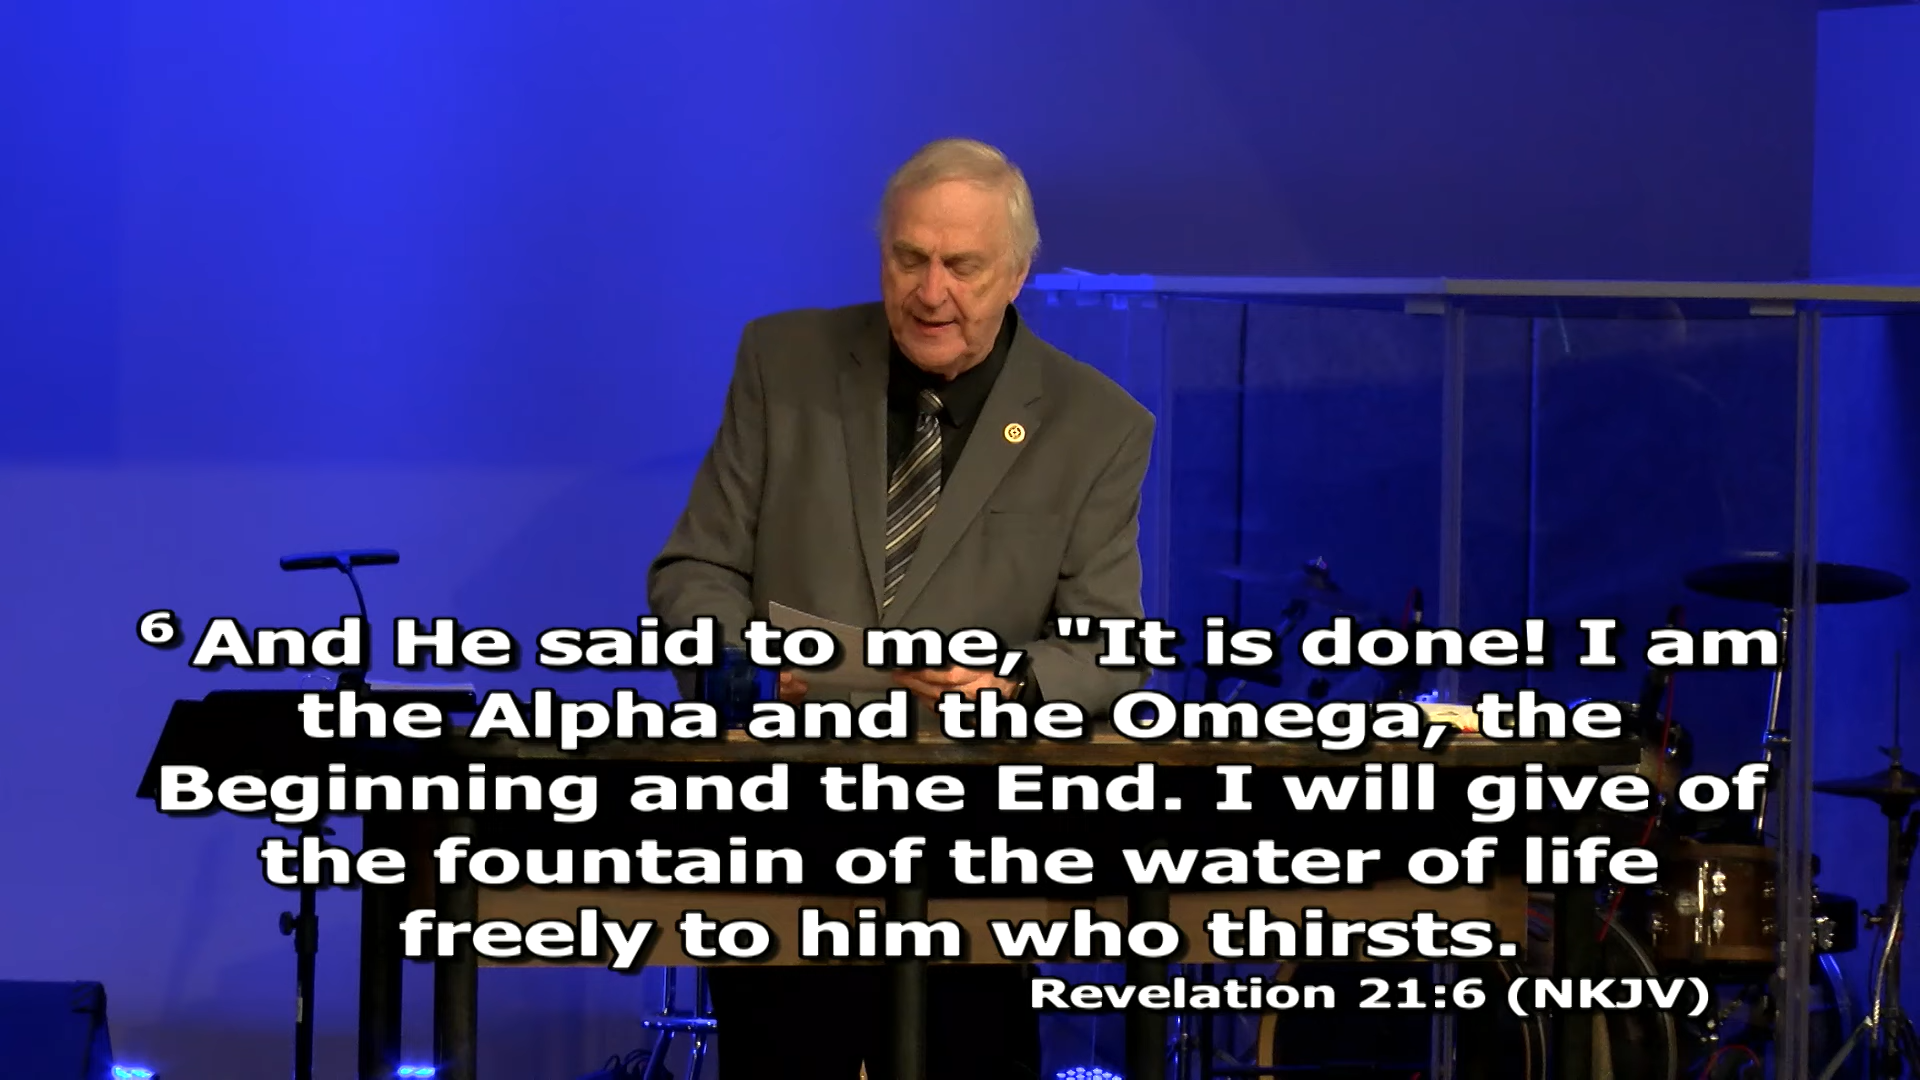 ⁶ And He said to me, "It is done! I am
the Alpha and the Omega, the
Beginning and the End. I will give of
the fountain of the water of life
freely to him who thirsts.
Revelation 21:6 (NKJV)